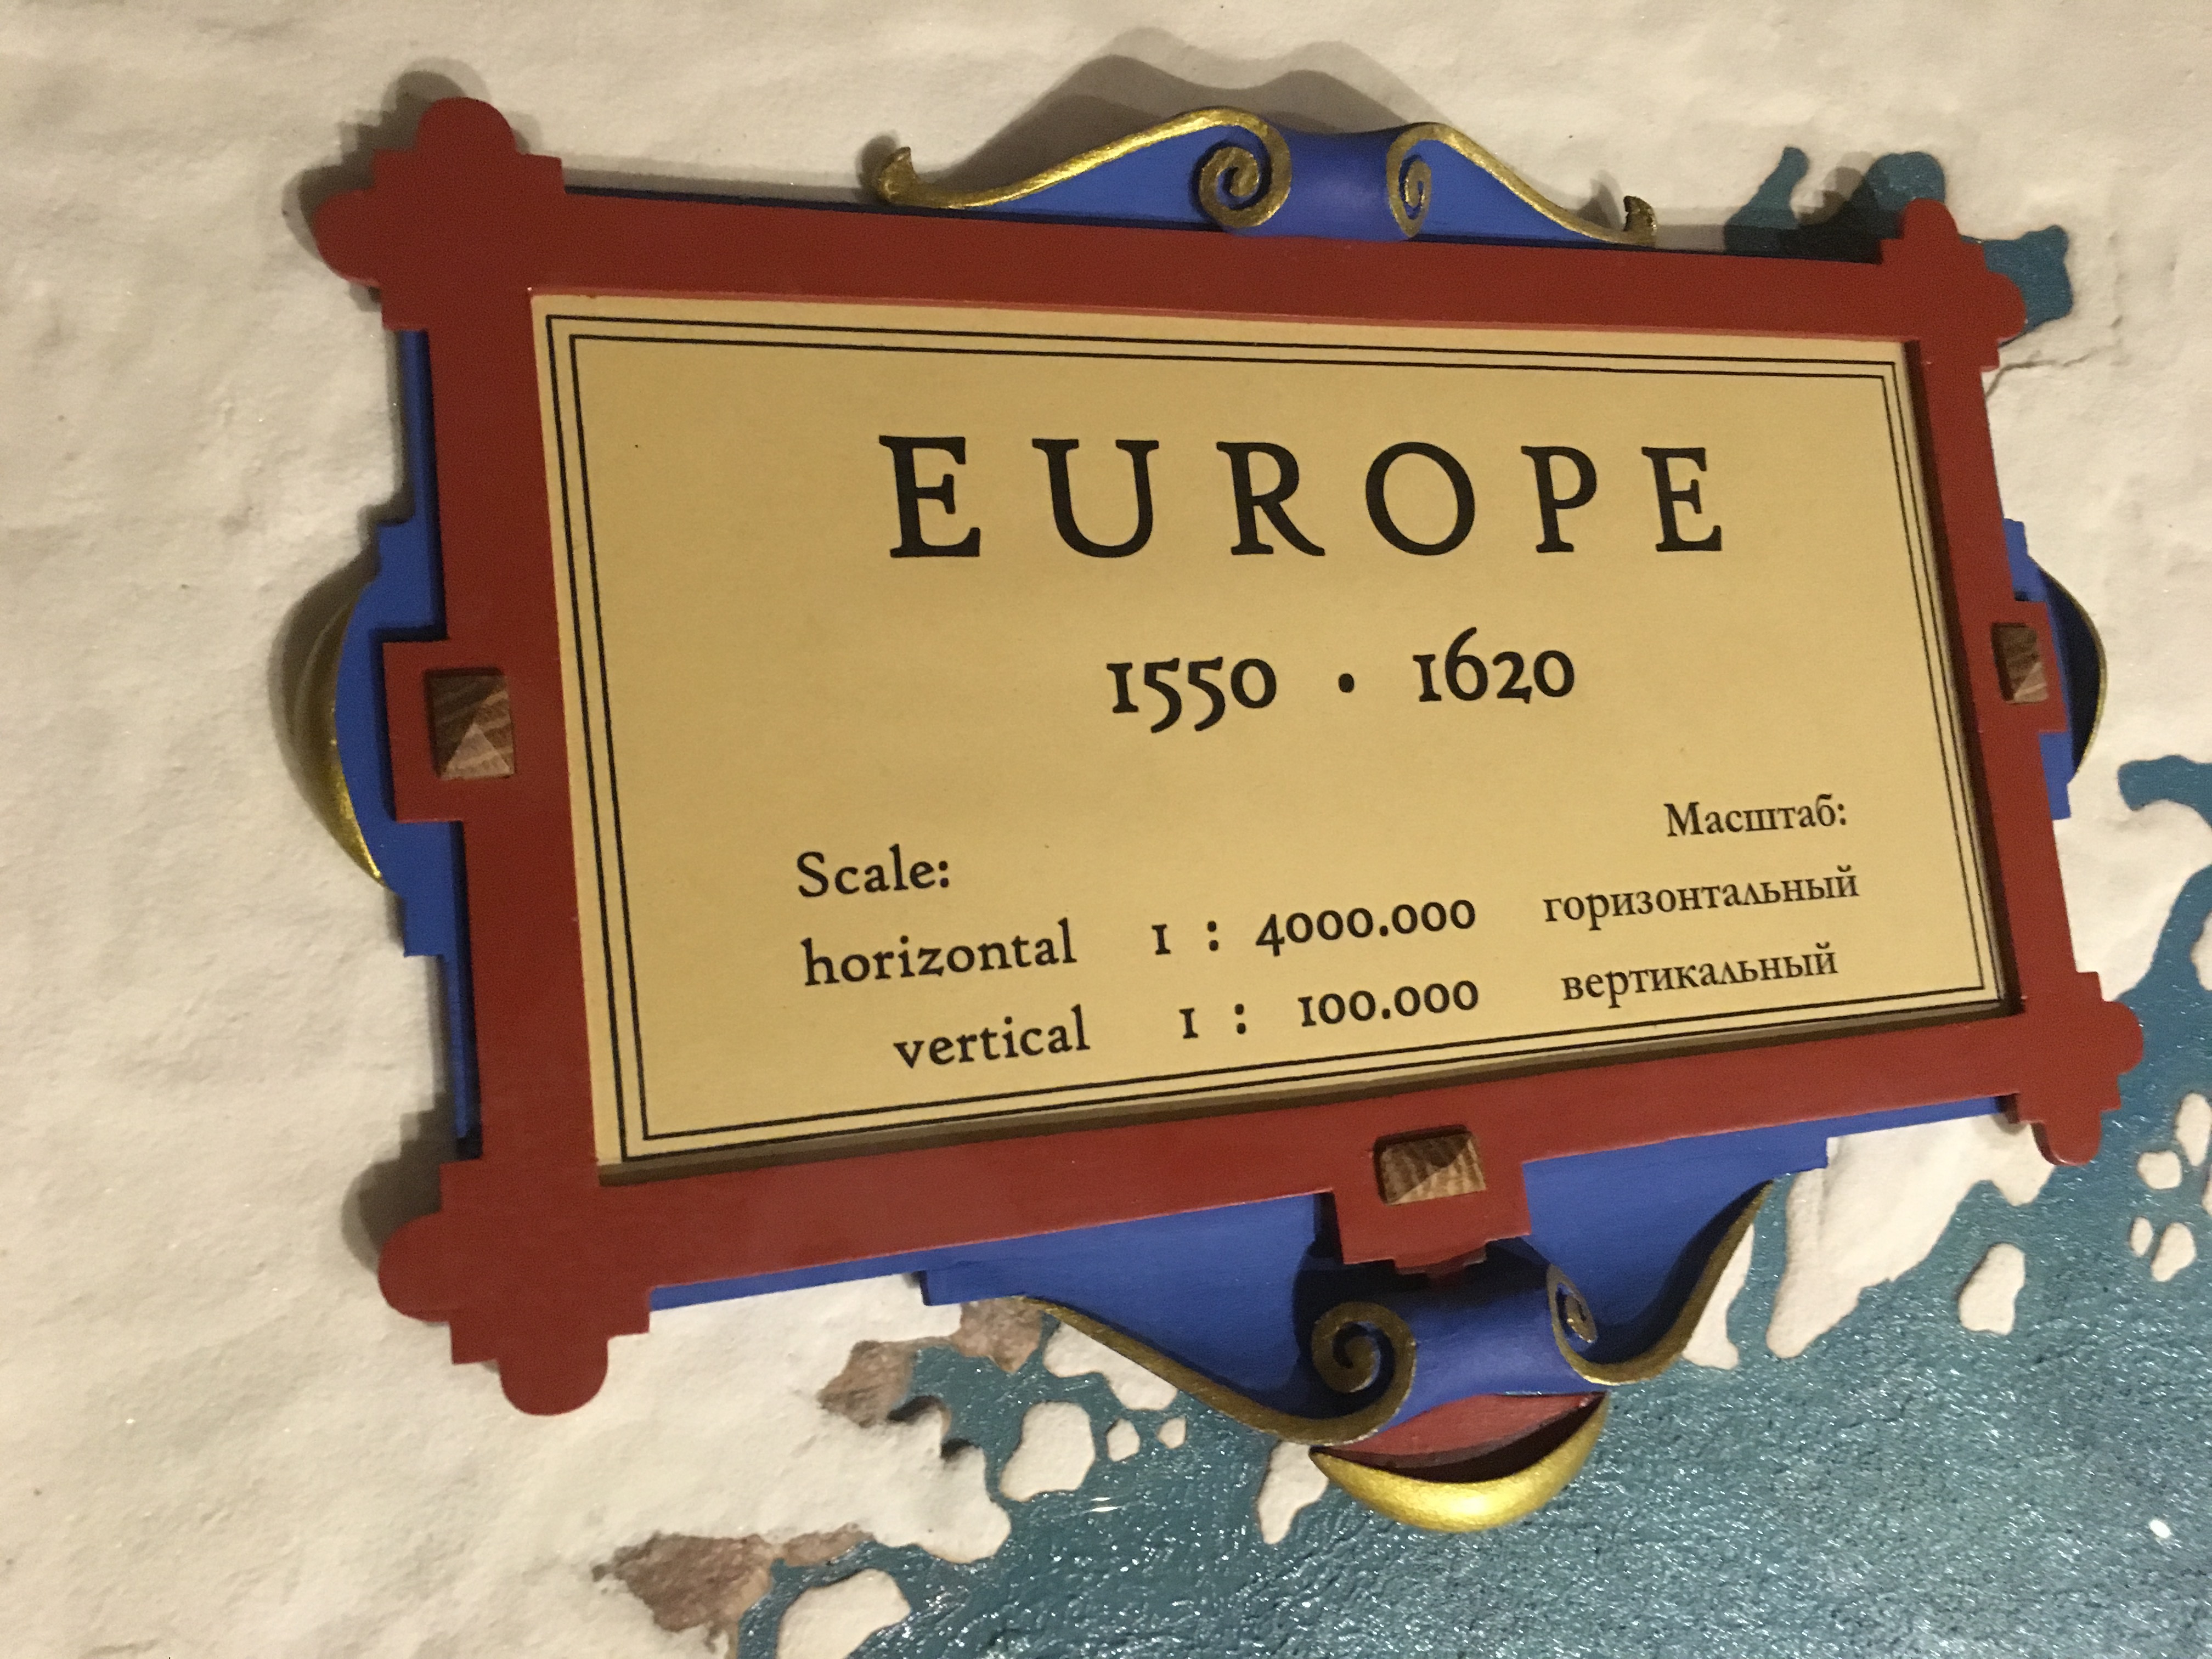 EUROPE
1550 · 1620
Масштаб:
Scale:
horizontal 1 : 4000.000 горизонтальный
vertical 1 : 100.000 вертикальный